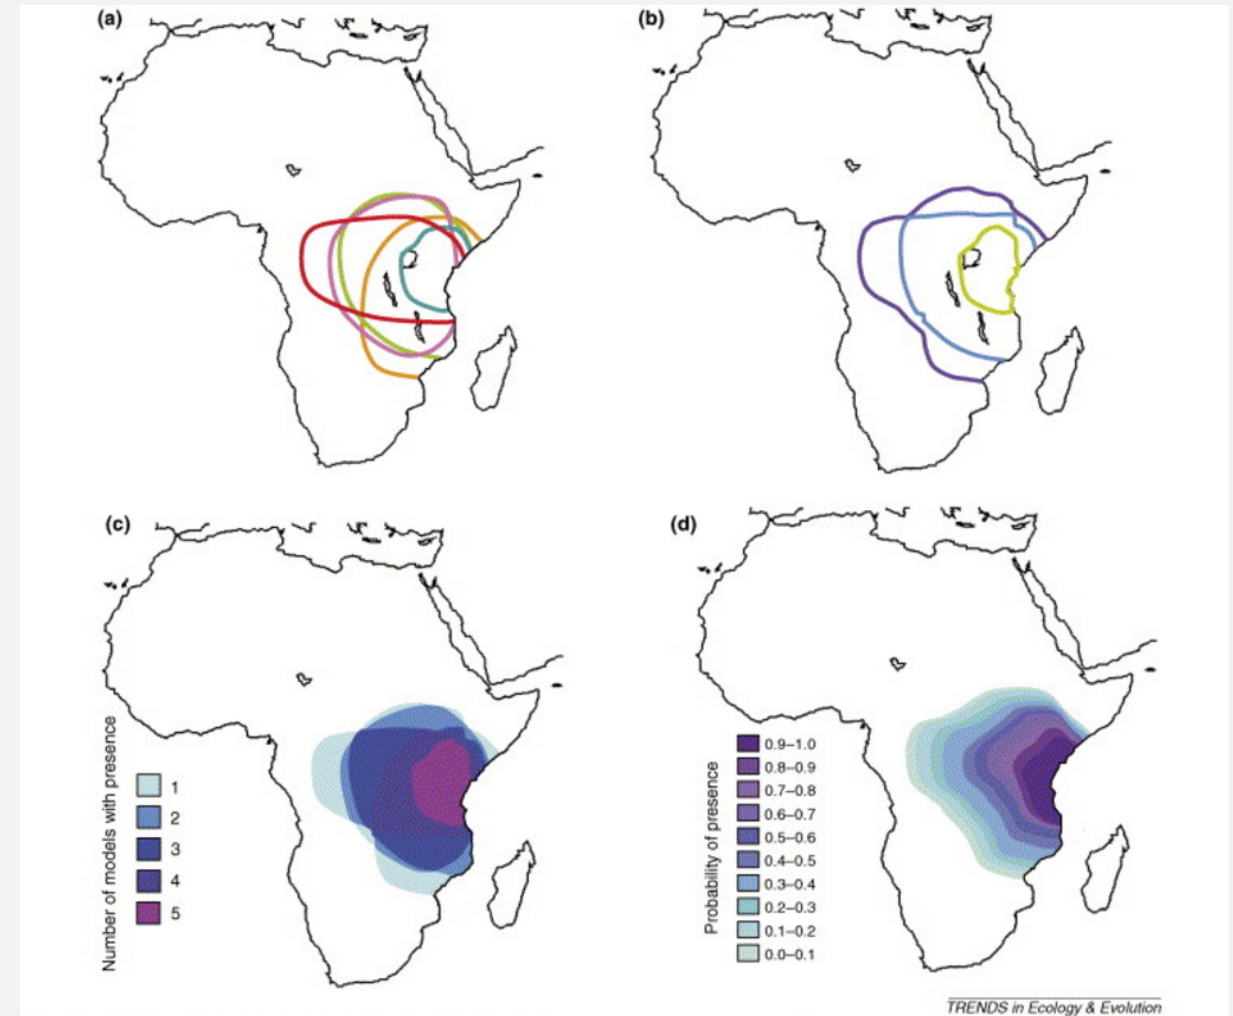 (a)
(b)
(c)
(d)
Number of models with presence
1
2
3
4
5
Probability of presence
0.9–1.0
0.8–0.9
0.7–0.8
0.6–0.7
0.5–0.6
0.4–0.5
0.3–0.4
0.2–0.3
0.1–0.2
0.0–0.1
TRENDS in Ecology & Evolution